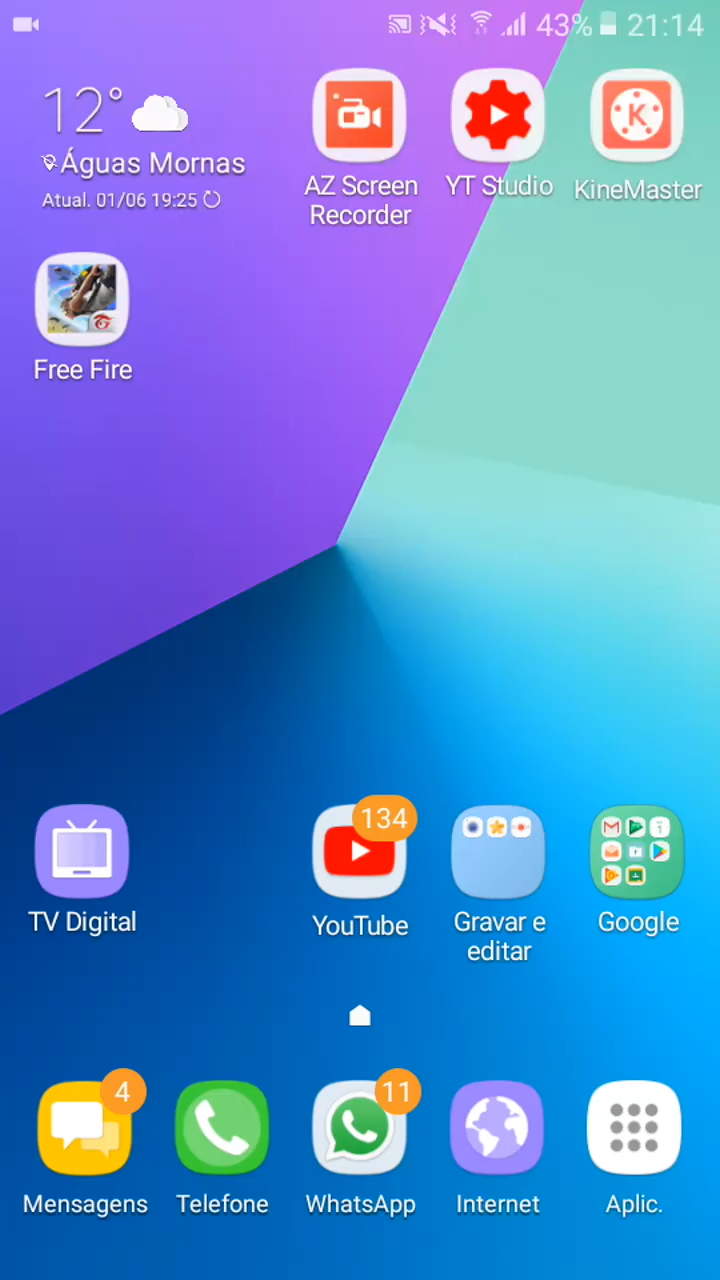 43% 21:14
12°
Águas Mornas
Atual. 01/06 19:25
AZ Screen
Recorder
YT Studio
K
KineMaster
Free Fire
TV Digital
134
YouTube
Gravar e
editar
Google
4
Mensagens
Telefone
11
WhatsApp
Internet
Aplic.